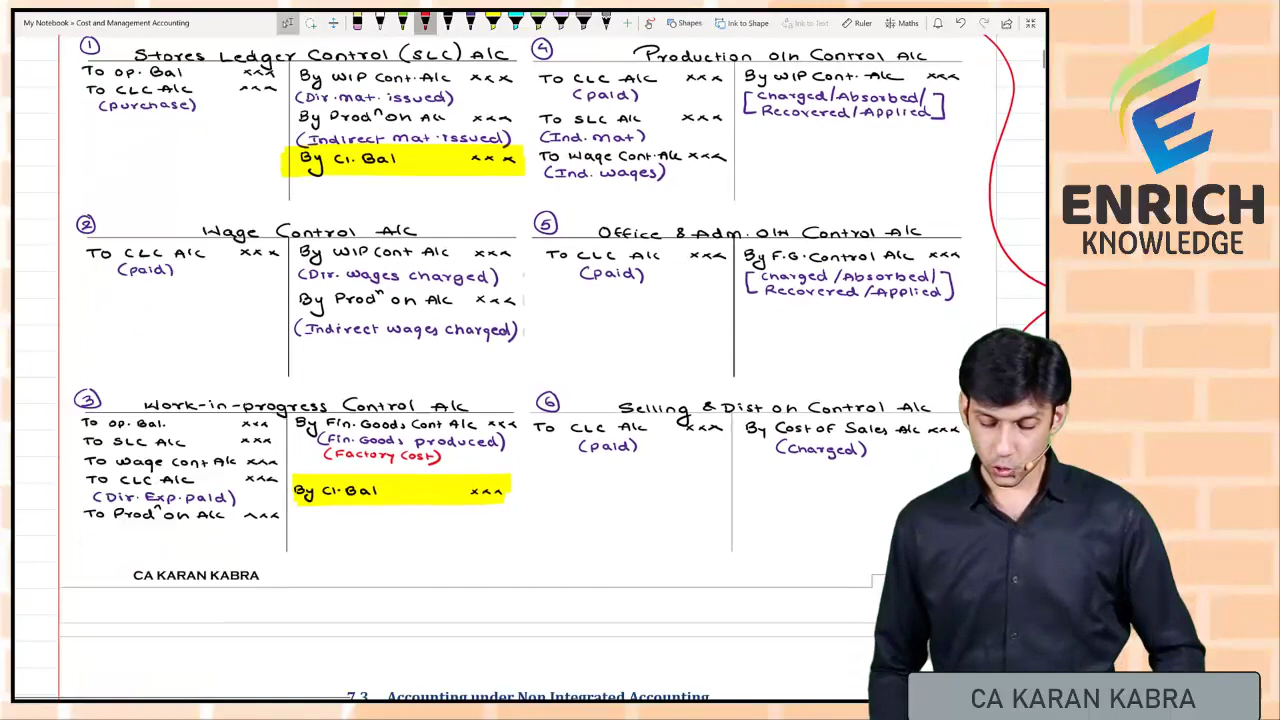 My Notebook » Cost and Management Accounting
Shapes
Ink to Shape
Ink to Text
Ruler
Maths
① Stores Ledger Control (SLC) A/c
To Op. Bal xxx
To CLC A/c xxx
(purchase)
By WIP Cont. A/c xxx
(Dir. mat. issued)
By Prodⁿ OH A/c xxx
(Indirect Mat. issued)
By Cl. Bal xxx
④ Production O/H Control A/c
To CLC A/c xxx
(paid)
To SLC A/c xxx
(Ind. mat)
To Wage Cont. A/c xxx
(Ind. wages)
By WIP Cont. A/c xxx
[Charged/Absorbed/
Recovered/Applied]
② Wage Control A/c
To CLC A/c xxx
(paid)
By WIP Cont A/c xxx
(Dir. wages charged)
By Prodⁿ OH A/c xxx
(Indirect wages charged)
⑤ Office & Adm. O/H Control A/c
To CLC A/c xxx
(paid)
By F.G. Control A/c xxx
[Charged/Absorbed/
Recovered/Applied]
③ Work-in-progress Control A/c
To Op. Bal. xxx
To SLC A/c xxx
To Wage Cont A/c xxx
To CLC A/c xxx
(Dir. Exp. paid)
To Prodⁿ OH A/c xxx
By Fin. Goods Cont A/c xxx
(Fin. Goods produced)
(Factory Cost)
By Cl. Bal xxx
⑥ Selling & Dist OH Control A/c
To CLC A/c xxx
(paid)
By Cost of Sales A/c xxx
(Charged)
CA KARAN KABRA
7.3 Accounting under Non Integrated Accounting
ENRICH
KNOWLEDGE
CA KARAN KABRA